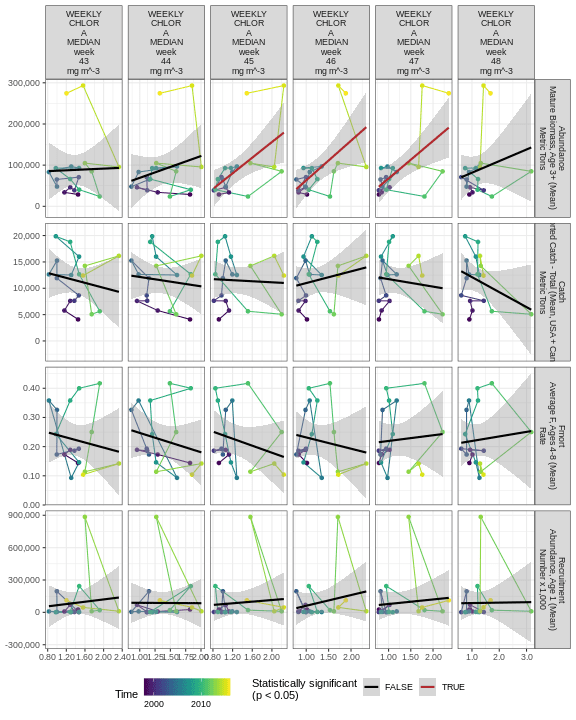 WEEKLY WEEKLY WEEKLY WEEKLY WEEKLY WEEKLY
CHLOR CHLOR CHLOR CHLOR CHLOR CHLOR
A A A A A A
MEDIAN MEDIAN MEDIAN MEDIAN MEDIAN MEDIAN
week week week week week week
43 44 45 46 47 48
mg m^-3 mg m^-3 mg m^-3 mg m^-3 mg m^-3 mg m^-3
300,000
200,000
100,000
0
Abundance
Mature Biomass, Age 3+ (Mean)
Metric Tons
20,000
15,000
10,000
5,000
0
Catch
rted Catch - Total (Mean, USA + Can
Metric Tons
0.40
0.30
0.20
0.10
0.00
Fmort
Average F, Ages 4-8 (Mean)
Rate
900,000
600,000
300,000
0
-300,000
Recruitment
Abundance, Age 1 (Mean)
Number x 1,000
0.80 1.20 1.60 2.00 2.40 1.00 1.25 1.50 1.75 2.00 0.80 1.20 1.60 2.00 1.00 1.50 2.00 1.00 1.50 2.00 1.0 2.0 3.0
Time
2000 2010
Statistically significant
(p < 0.05)
FALSE TRUE